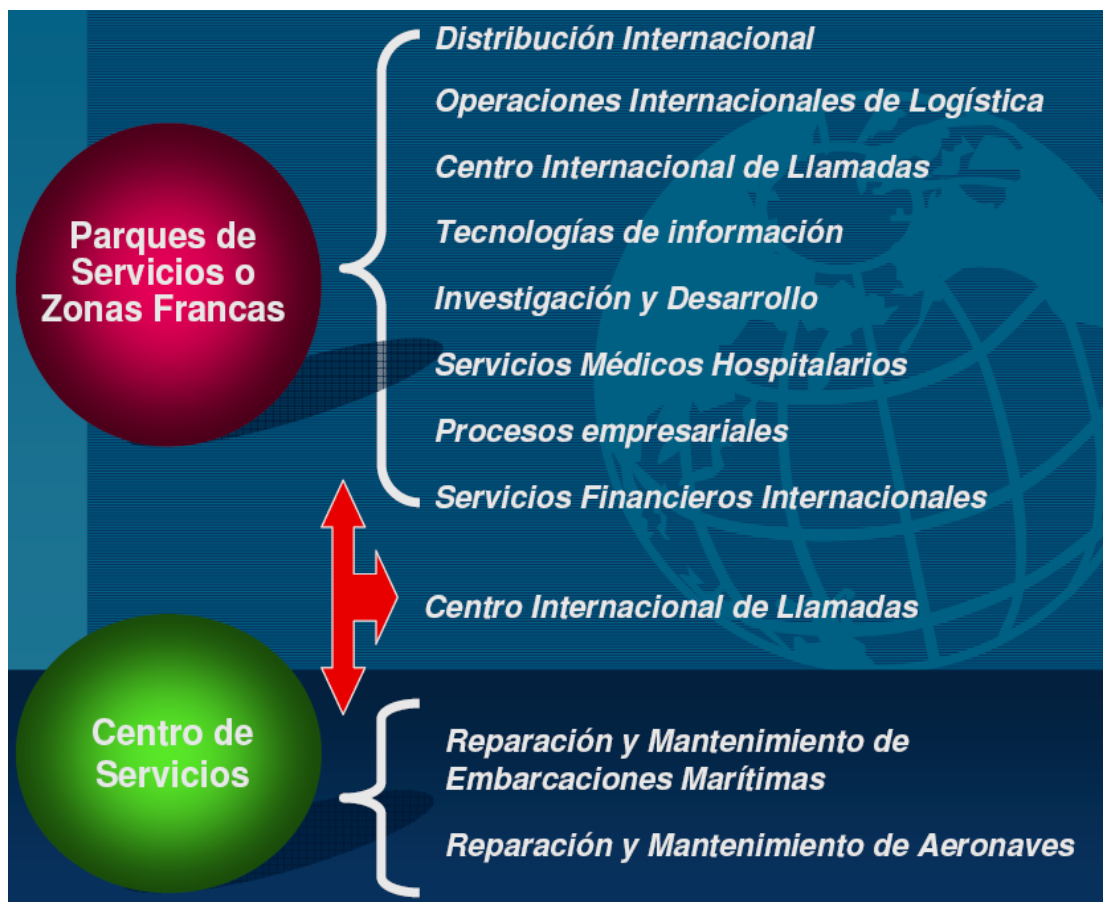 Parques de
Servicios o
Zonas Francas
Distribución Internacional
Operaciones Internacionales de Logística
Centro Internacional de Llamadas
Tecnologías de información
Investigación y Desarrollo
Servicios Médicos Hospitalarios
Procesos empresariales
Servicios Financieros Internacionales
Centro Internacional de Llamadas
Centro de
Servicios
Reparación y Mantenimiento de
Embarcaciones Marítimas
Reparación y Mantenimiento de Aeronaves